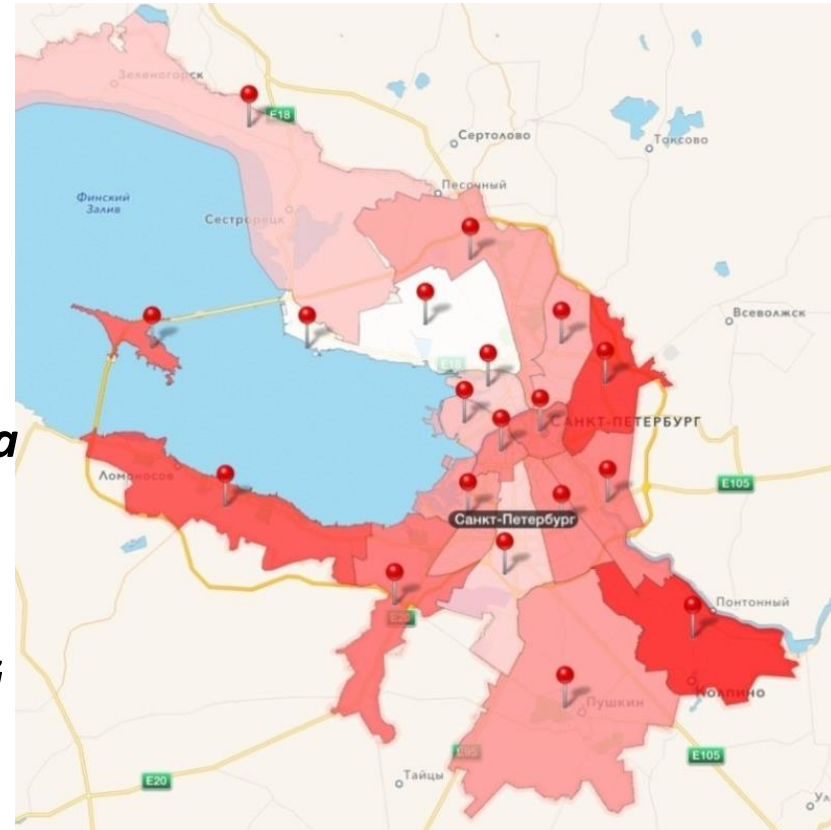 Зеленогорск
E18
Сертолово
Токсово
Песочный
Финский
Залив
Сестрорецк
Всеволжск
E18
а
САНКТ-ПЕТЕРБУРГ
Ломоносов
E105
Санкт-Петербург
Понтонный
й
Колпино
Пушкин
E95
E105
E20
Тайцы